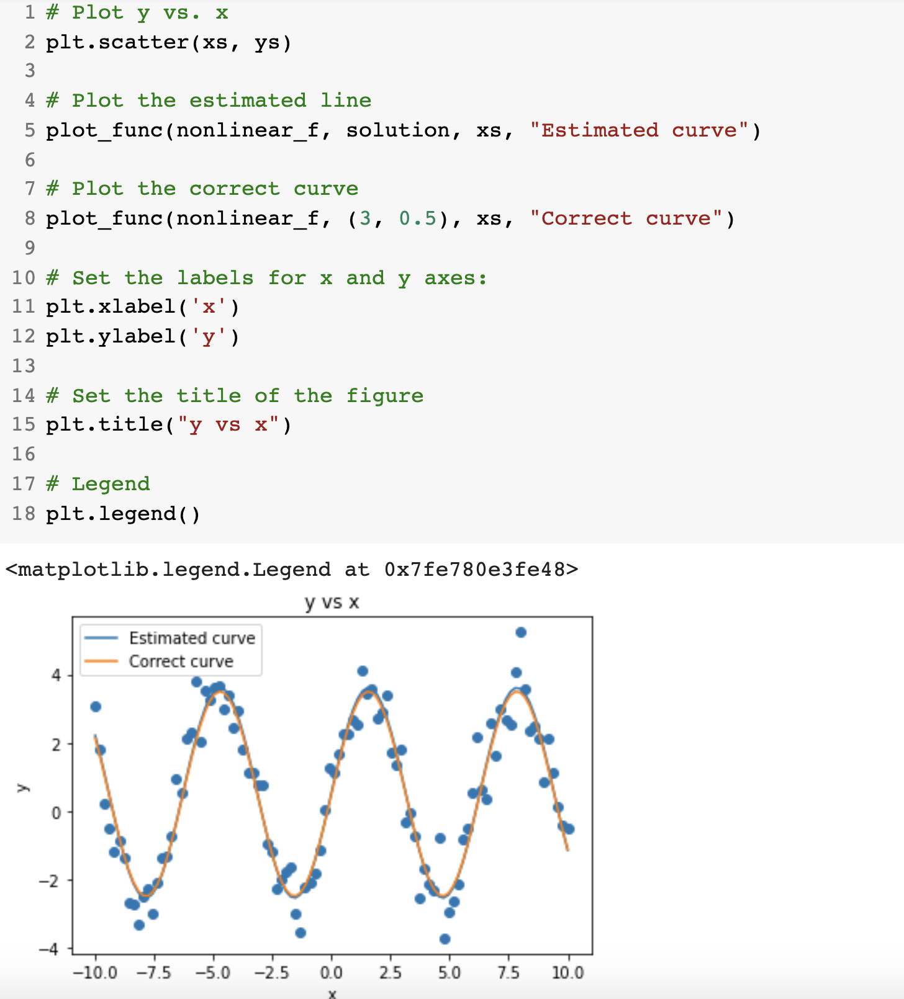 1 # Plot y vs. x
2 plt.scatter(xs, ys)
3
4 # Plot the estimated line
5 plot_func(nonlinear_f, solution, xs, "Estimated curve")
6
7 # Plot the correct curve
8 plot_func(nonlinear_f, (3, 0.5), xs, "Correct curve")
9
10 # Set the labels for x and y axes:
11 plt.xlabel('x')
12 plt.ylabel('y')
13
14 # Set the title of the figure
15 plt.title("y vs x")
16
17 # Legend
18 plt.legend()
<matplotlib.legend.Legend at 0x7fe780e3fe48>
y vs x
Estimated curve
Correct curve
4
2
0
−2
−4
y
−10.0 −7.5 −5.0 −2.5 0.0 2.5 5.0 7.5 10.0
x